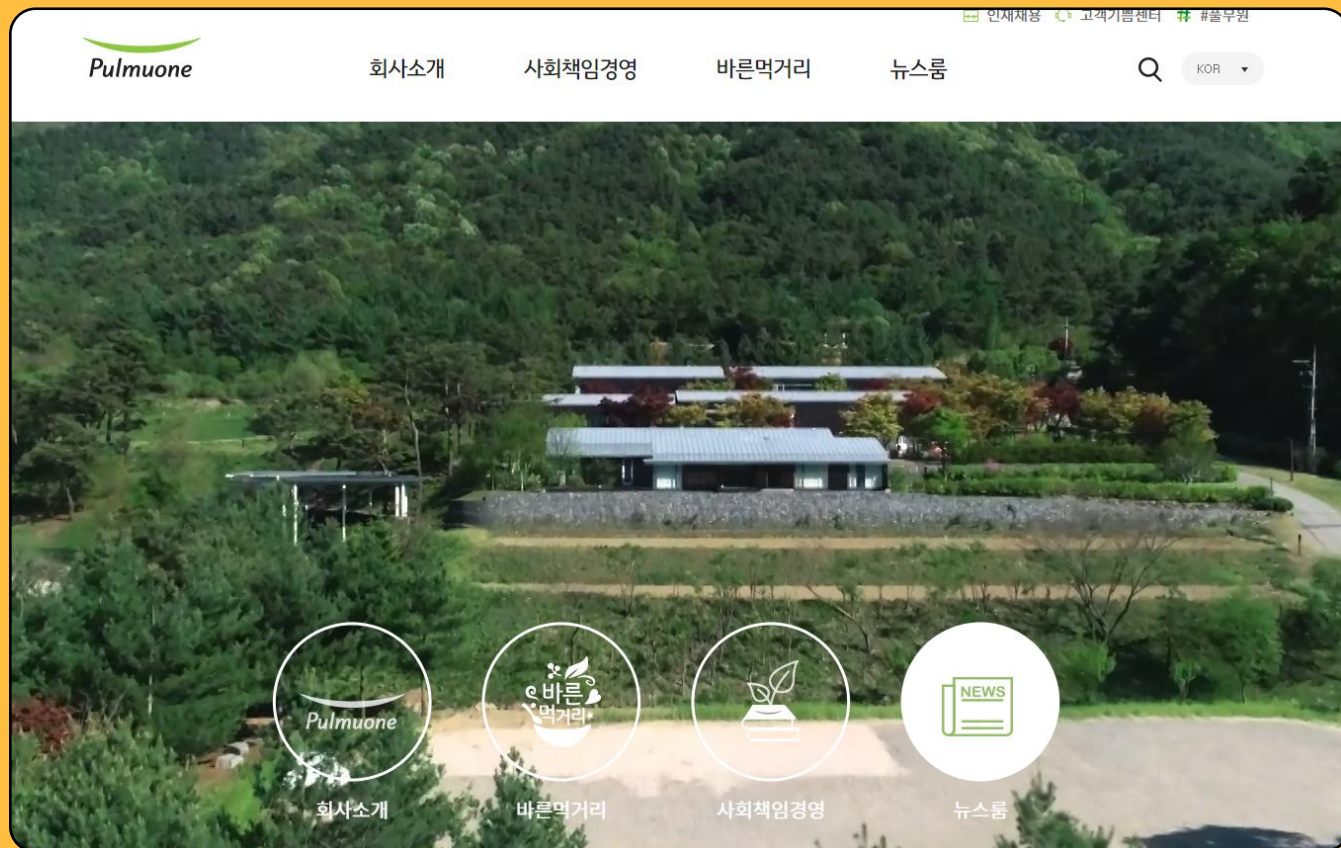 인재채용 고객기쁨센터 #풀무원
Pulmuone 회사소개 사회책임경영 바른먹거리 뉴스룸 KOR
Pulmuone
바른
먹거리
NEWS
회사소개 바른먹거리 사회책임경영 뉴스룸